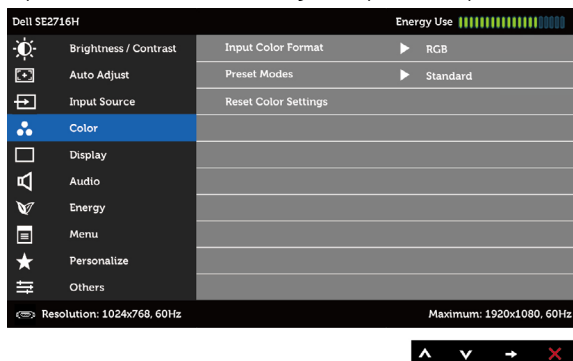 Dell SE2716H Energy Use
Brightness / Contrast Input Color Format RGB
Auto Adjust Preset Modes Standard
Input Source Reset Color Settings
Color
Display
Audio
Energy
Menu
Personalize
Others
Resolution: 1024x768, 60Hz Maximum: 1920x1080, 60Hz